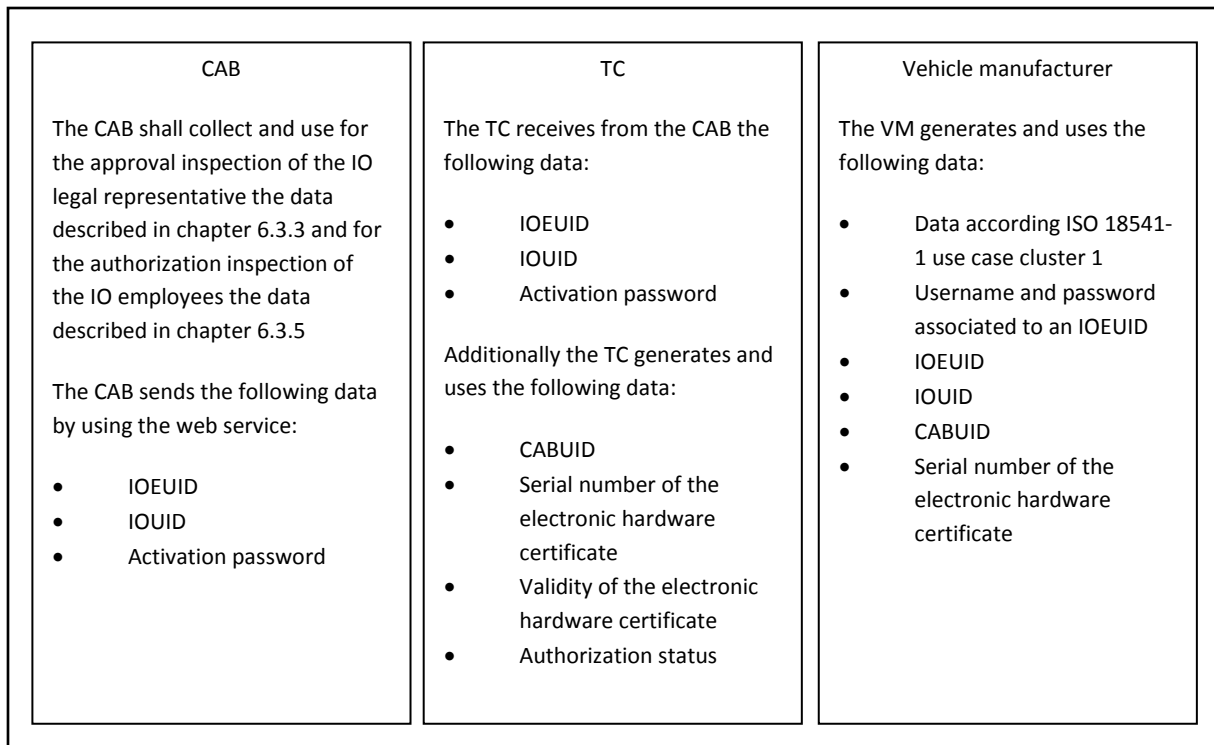 CAB
The CAB shall collect and use for
the approval inspection of the IO
legal representative the data
described in chapter 6.3.3 and for
the authorization inspection of
the IO employees the data
described in chapter 6.3.5
The CAB sends the following data
by using the web service:
• IOEUID
• IOUID
• Activation password
TC
The TC receives from the CAB the
following data:
• IOEUID
• IOUID
• Activation password
Additionally the TC generates and
uses the following data:
• CABUID
• Serial number of the
electronic hardware
certificate
• Validity of the electronic
hardware certificate
• Authorization status
Vehicle manufacturer
The VM generates and uses the
following data:
• Data according ISO 18541-
1 use case cluster 1
• Username and password
associated to an IOEUID
• IOEUID
• IOUID
• CABUID
• Serial number of the
electronic hardware
certificate